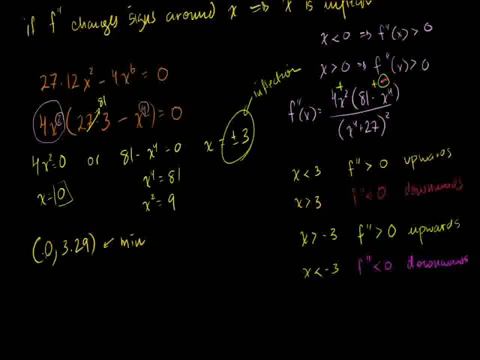 if f" changes signs around x => x is inflection
x < 0 => f"(x) > 0
x > 0 => f"(x) > 0
27·12x² - 4x⁶ = 0
inflection
4x²(27·3 - x⁴) = 0
81
f"(x) = 4x²(81 - x⁴) / (x⁴+27)²
+ + -
4x²=0 or 81-x⁴=0
x = ±3
x=0
x⁴=81
x²=9
x < 3 f" > 0 upwards
x > 3 f" < 0 downwards
(0, 3.29) ← min
x > -3 f" > 0 upwards
x < -3 f" < 0 downwards